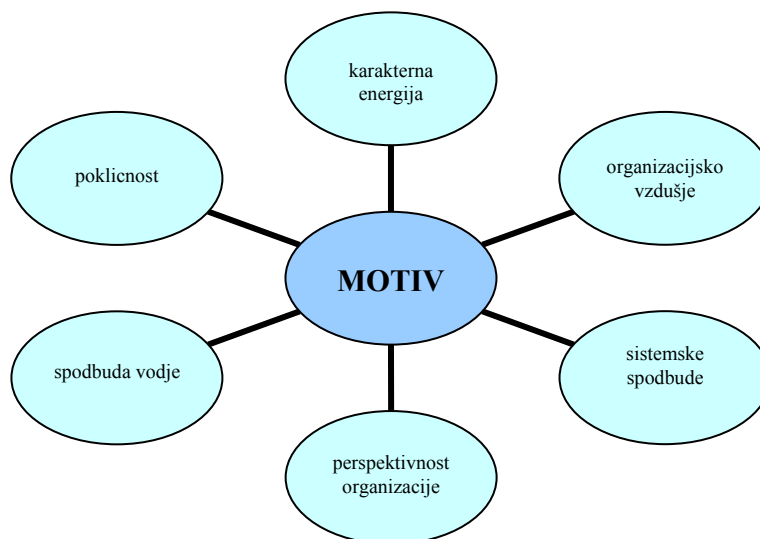 karakterna
energija
poklicnost
organizacijsko
vzdušje
MOTIV
spodbuda vodje
sistemske
spodbude
perspektivnost
organizacije